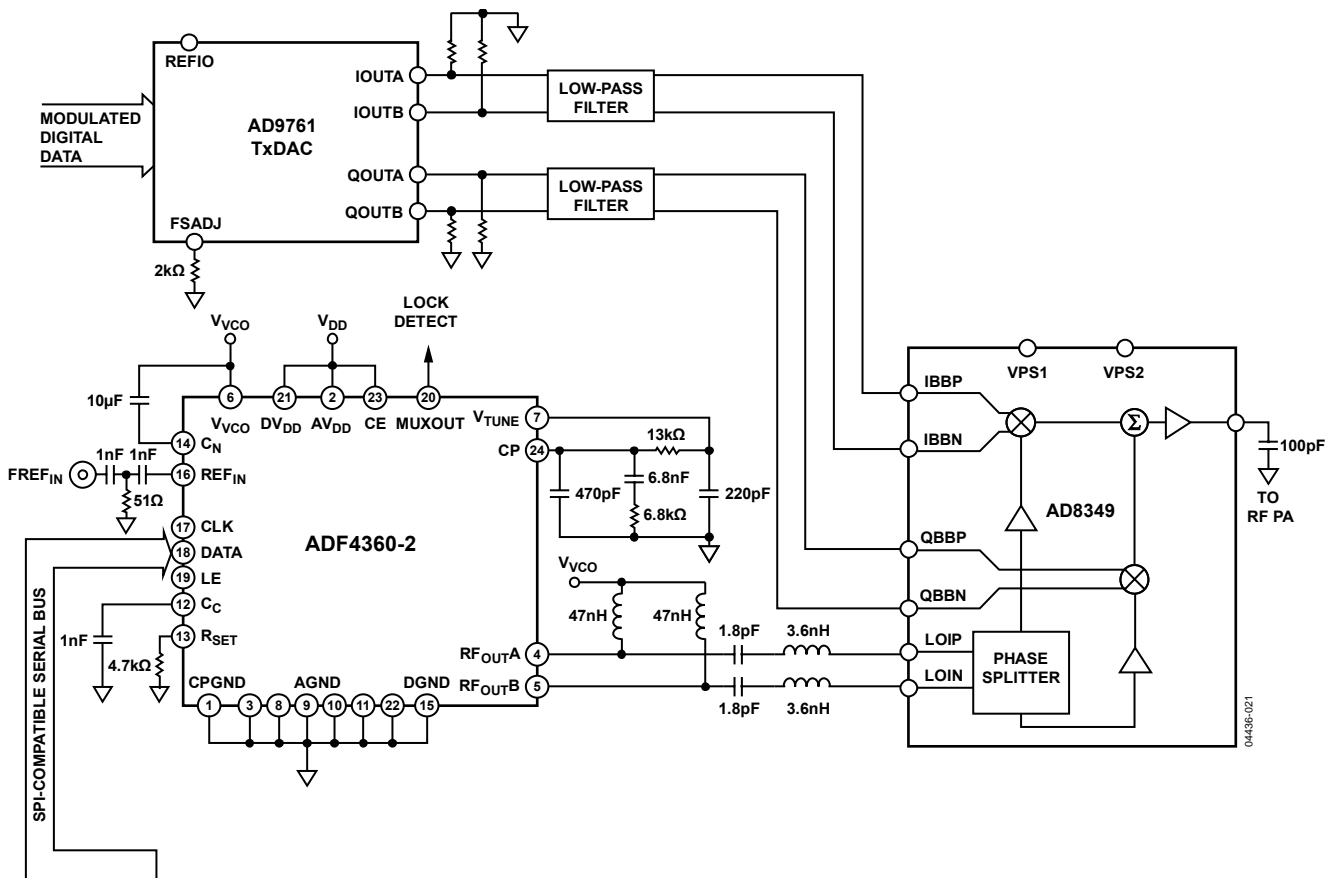 REFIO
MODULATED
DIGITAL
DATA
AD9761
TxDAC
IOUTA
IOUTB
QOUTA
QOUTB
FSADJ
2kΩ
LOW-PASS
FILTER
LOW-PASS
FILTER
LOCK
DETECT
VVCO
VDD
10µF
6
21
2
23
20
VVCO
DVDD
AVDD
CE
MUXOUT
VTUNE
7
CP
24
14
CN
FREFIN
1nF
1nF
16
REFIN
51Ω
17
CLK
18
DATA
19
LE
12
CC
13
RSET
1nF
4.7kΩ
ADF4360-2
SPI-COMPATIBLE SERIAL BUS
CPGND
AGND
DGND
1
3
8
9
10
11
22
15
RFOUTA
4
RFOUTB
5
13kΩ
470pF
6.8nF
6.8kΩ
220pF
VVCO
47nH
47nH
1.8pF
3.6nH
1.8pF
3.6nH
VPS1
VPS2
IBBP
IBBN
QBBP
QBBN
LOIP
LOIN
PHASE
SPLITTER
AD8349
Σ
100pF
TO
RF PA
04436-021